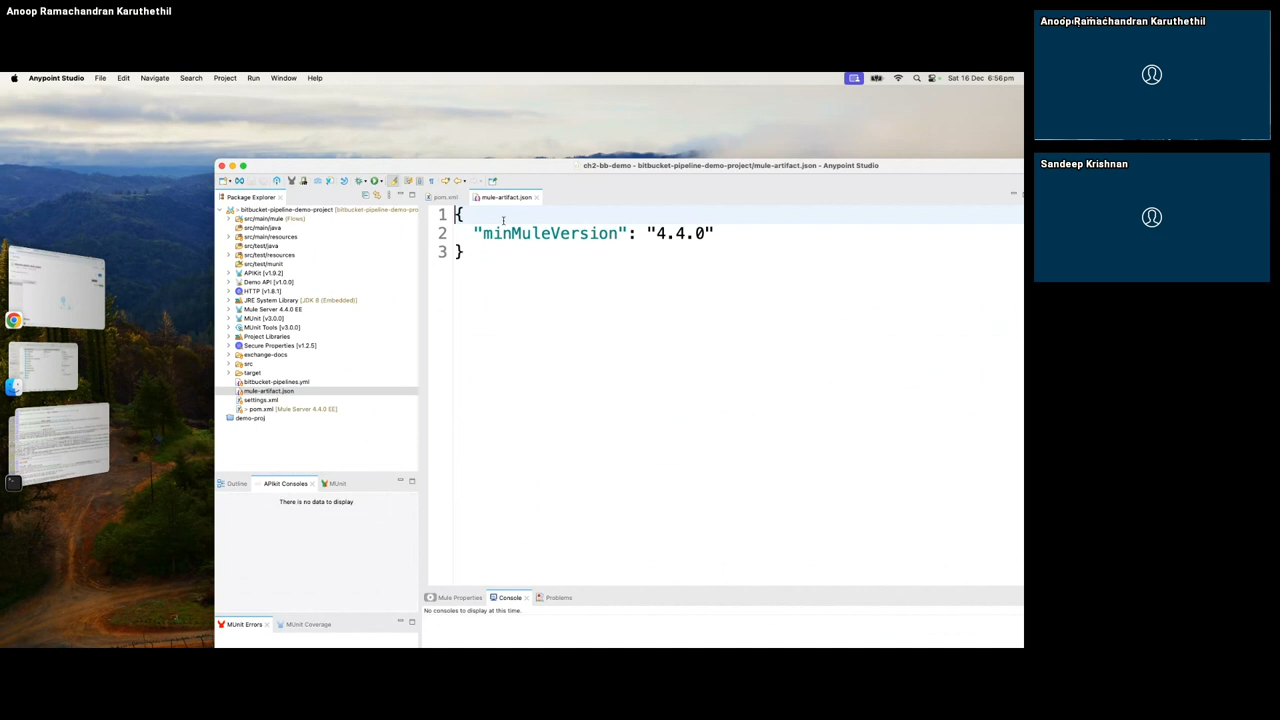 Anoop Ramachandran Karuthethil
Anoop Ramachandran Karuthethil
Sandeep Krishnan
Anypoint Studio File Edit Navigate Search Project Run Window Help
Sat 16 Dec 6:56pm
ch2-bb-demo - bitbucket-pipeline-demo-project/mule-artifact.json - Anypoint Studio
Package Explorer
pom.xml
mule-artifact.json
bitbucket-pipeline-demo-project [bitbucket-pipeline-demo-pro
src/main/mule (Flows)
src/main/java
src/main/resources
src/test/java
src/test/resources
src/test/munit
APIKit [v1.9.2]
Demo API [v1.0.0]
HTTP [v1.8.1]
JRE System Library [JDK 8 (Embedded)]
Mule Server 4.4.0 EE
MUnit [v3.0.0]
MUnit Tools [v3.0.0]
Project Libraries
Secure Properties [v1.2.5]
exchange-docs
src
target
bitbucket-pipelines.yml
mule-artifact.json
settings.xml
> pom.xml [Mule Server 4.4.0 EE]
demo-proj
1 {
2 "minMuleVersion": "4.4.0"
3 }
Outline
APIkit Consoles
MUnit
There is no data to display
Mule Properties
Console
Problems
No consoles to display at this time.
MUnit Errors
MUnit Coverage